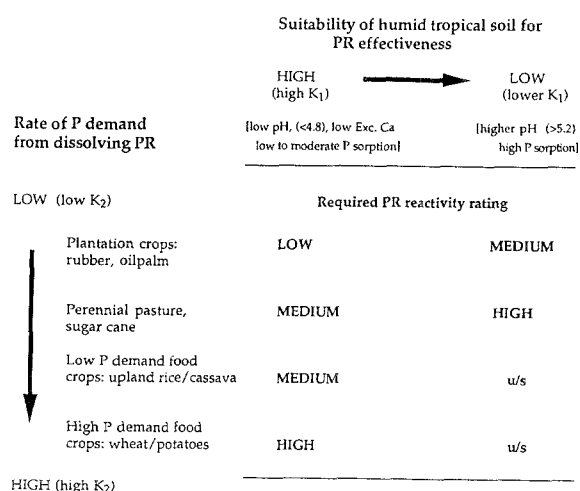 Suitability of humid tropical soil for
PR effectiveness
HIGH LOW
(high K₁) (lower K₁)
Rate of P demand
from dissolving PR
[low pH, (<4.8), low Exc. Ca [higher pH (>5.2)
low to moderate P sorption] high P sorption]
LOW (low K₂) Required PR reactivity rating
Plantation crops: LOW MEDIUM
rubber, oilpalm
Perennial pasture, MEDIUM HIGH
sugar cane
Low P demand food
crops: upland rice/cassava MEDIUM u/s
High P demand food
crops: wheat/potatoes HIGH u/s
HIGH (high K₂)